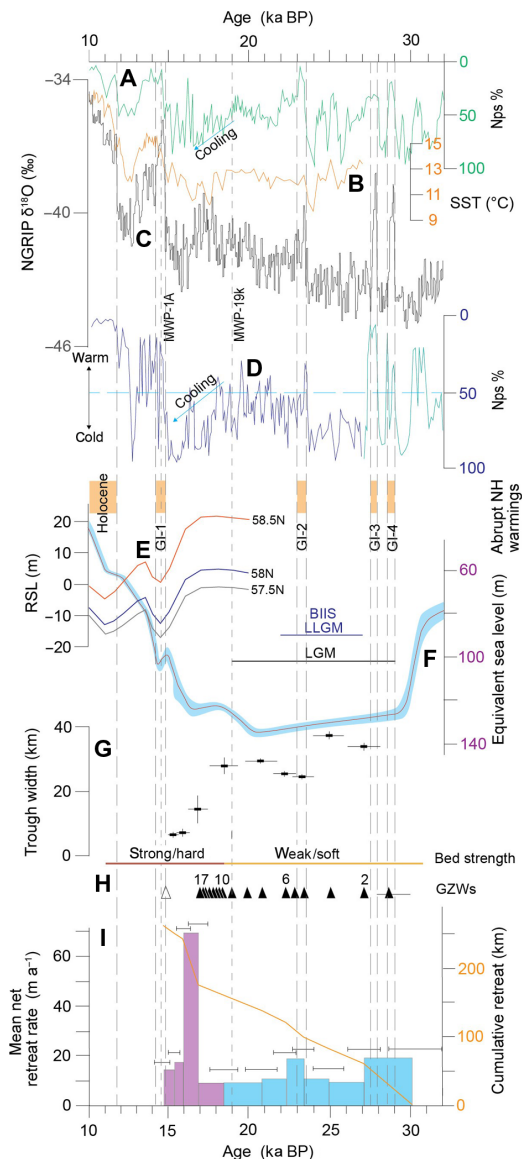 Age (ka BP)
10 15 20 25 30
A
−34
−40
−46
NGRIP δ¹⁸O (‰)
0
50
100
Nps %
Cooling
B
15
13
11
9
SST (°C)
C
MWP-1A
MWP-19k
D
Cooling
Warm
Cold
0
50
100
Nps %
Holocene
GI-1
GI-2
GI-3
GI-4
Abrupt NH
warmings
E
20
10
0
−10
−20
RSL (m)
58.5N
58N
57.5N
BIIS
LLGM
LGM
F
60
100
140
Equivalent sea level (m)
G
40
20
0
Trough width (km)
Strong/hard
Weak/soft
Bed strength
H
17 10 6 2
GZWs
I
60
40
20
0
Mean net
retreat rate (m a⁻¹)
200
100
0
Cumulative retreat (km)
10 15 20 25 30
Age (ka BP)